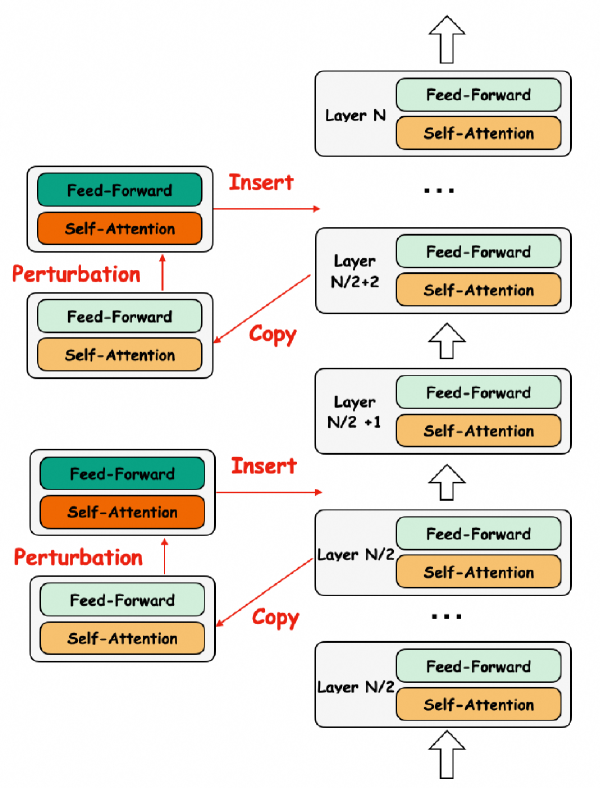 Feed-Forward
Layer N
Self-Attention
...
Feed-Forward
Self-Attention
Insert
Perturbation
Feed-Forward
Self-Attention
Copy
Feed-Forward
Layer
N/2+2
Self-Attention
Feed-Forward
Layer
N/2 +1
Self-Attention
Feed-Forward
Self-Attention
Insert
Perturbation
Feed-Forward
Self-Attention
Copy
Feed-Forward
Layer N/2
Self-Attention
...
Feed-Forward
Layer N/2
Self-Attention